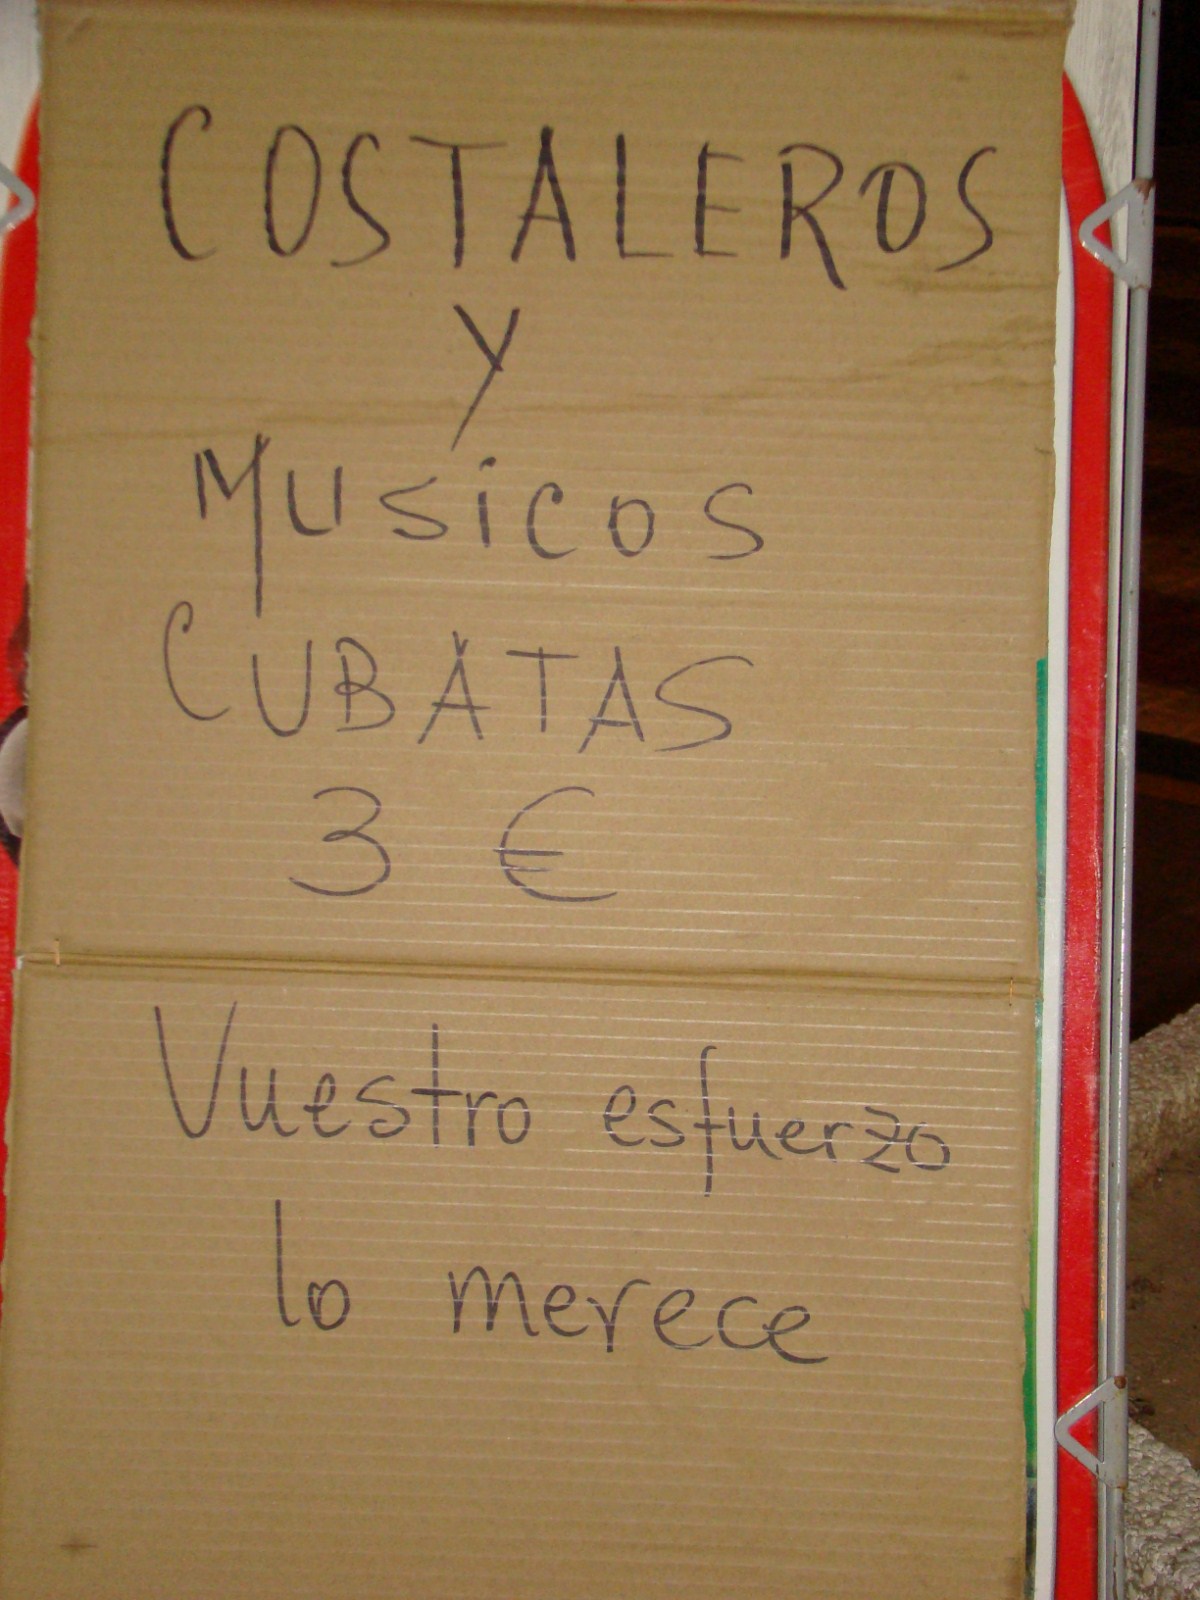 COSTALEROS
Y
MUSiCOS
CUBATAS
3 €
Vuestro esfuerzo
lo merece